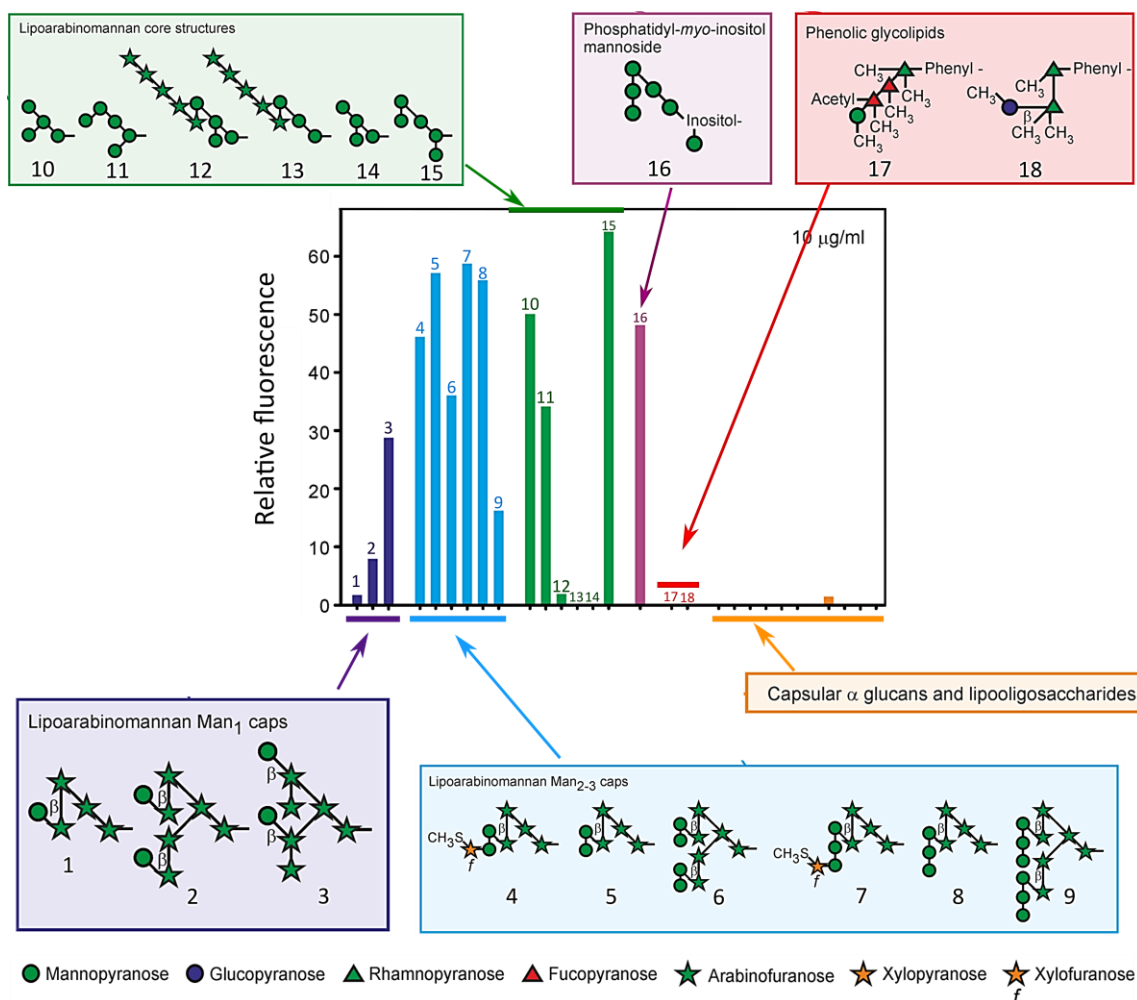 Lipoarabinomannan core structures
10 11 12 13 14 15
Phosphatidyl-myo-inositol
mannoside
Inositol-
16
Phenolic glycolipids
CH3 Phenyl -
Acetyl CH3
CH3
CH3
CH3
17
Phenyl -
CH3
CH3
β
CH3 CH3
18
10 µg/ml
Relative fluorescence
60
50
40
30
20
10
0
1 2 3 4 5 6 7 8 9 10 11 12 13 14 15 16 17 18
Capsular α glucans and lipooligosaccharides
Lipoarabinomannan Man1 caps
β
β
β
β
β
1 2 3
Lipoarabinomannan Man2-3 caps
CH3S
f
β
β
β
β
CH3S
f
β
β
β
β
4 5 6 7 8 9
Mannopyranose Glucopyranose Rhamnopyranose Fucopyranose Arabinofuranose Xylopyranose Xylofuranose
f